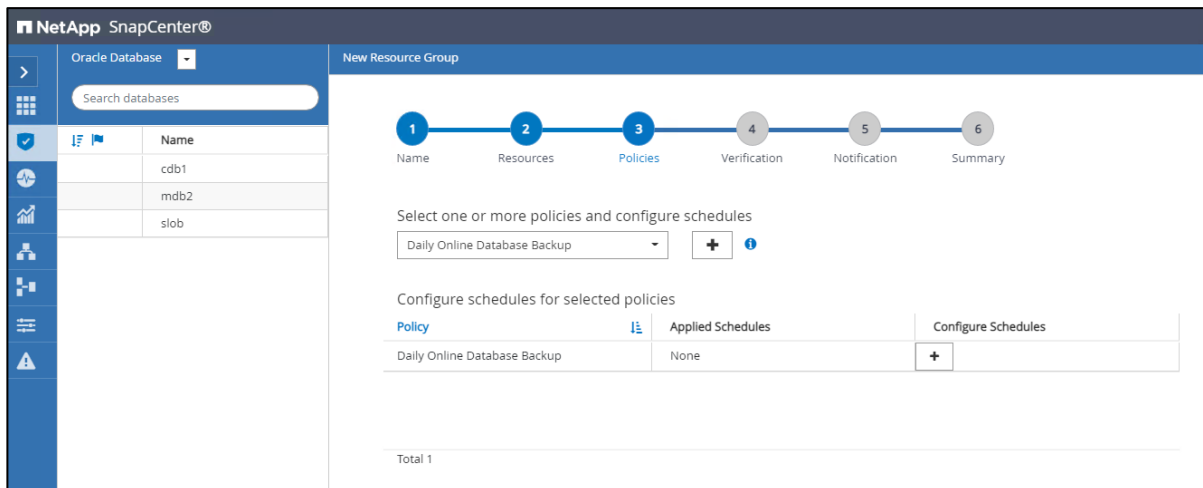 NetApp SnapCenter®
Oracle Database
New Resource Group
Search databases
Name
cdb1
mdb2
slob
1 2 3 4 5 6
Name Resources Policies Verification Notification Summary
Select one or more policies and configure schedules
Daily Online Database Backup
Configure schedules for selected policies
Policy Applied Schedules Configure Schedules
Daily Online Database Backup None
Total 1